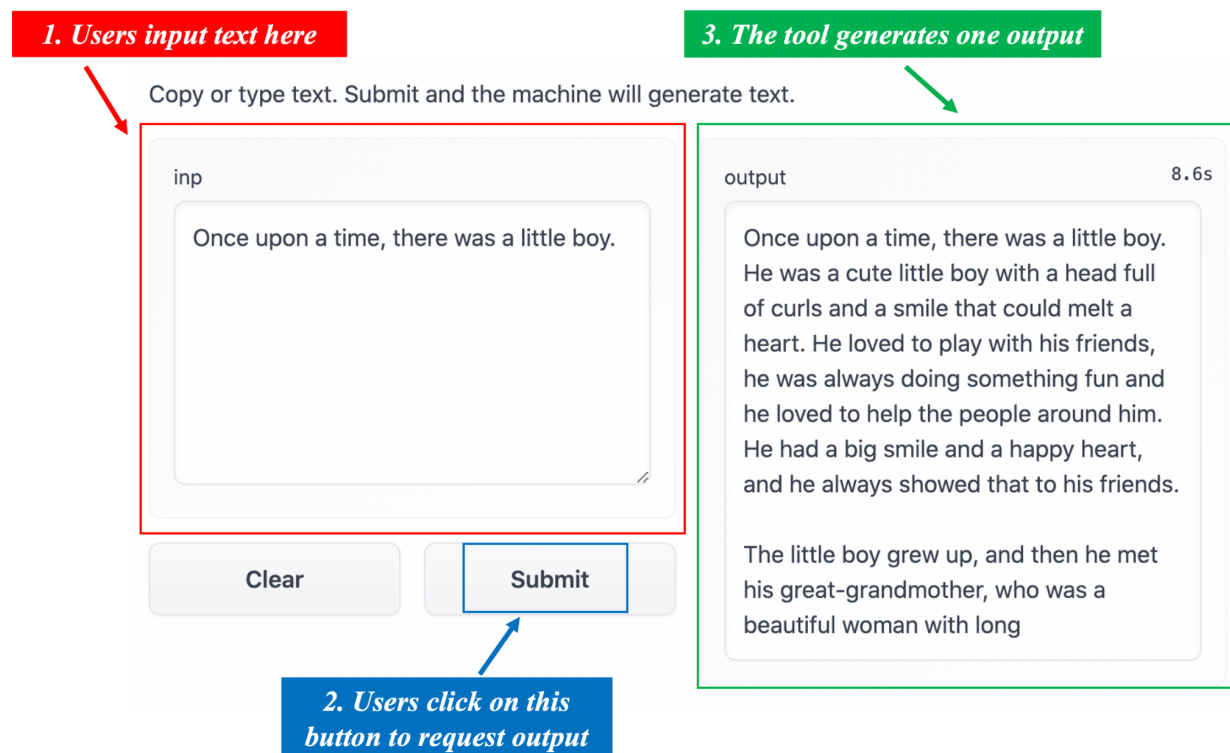 1. Users input text here
3. The tool generates one output
Copy or type text. Submit and the machine will generate text.
inp
Once upon a time, there was a little boy.
Clear
Submit
2. Users click on this
button to request output
output
8.6s
Once upon a time, there was a little boy.
He was a cute little boy with a head full
of curls and a smile that could melt a
heart. He loved to play with his friends,
he was always doing something fun and
he loved to help the people around him.
He had a big smile and a happy heart,
and he always showed that to his friends.
The little boy grew up, and then he met
his great-grandmother, who was a
beautiful woman with long